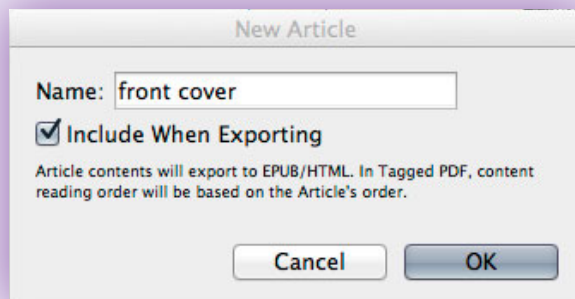 New Article
Name: front cover
Include When Exporting
Article contents will export to EPUB/HTML. In Tagged PDF, content
reading order will be based on the Article's order.
Cancel OK